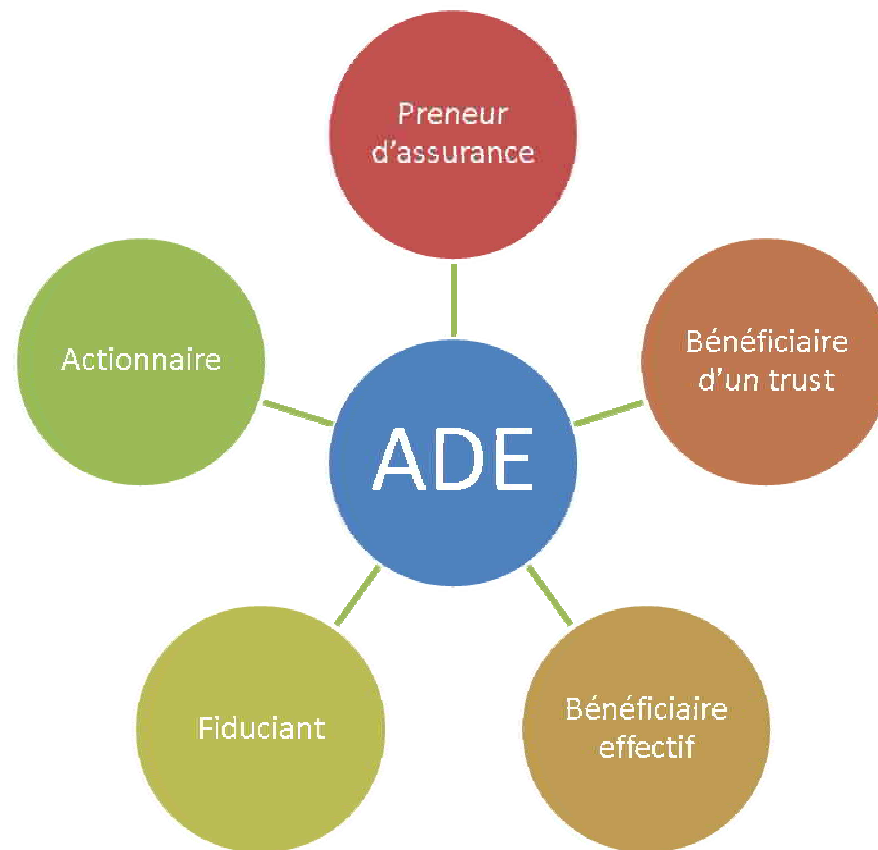 Preneur
d'assurance
Actionnaire
Bénéficiaire
d'un trust
ADE
Fiduciant
Bénéficiaire
effectif